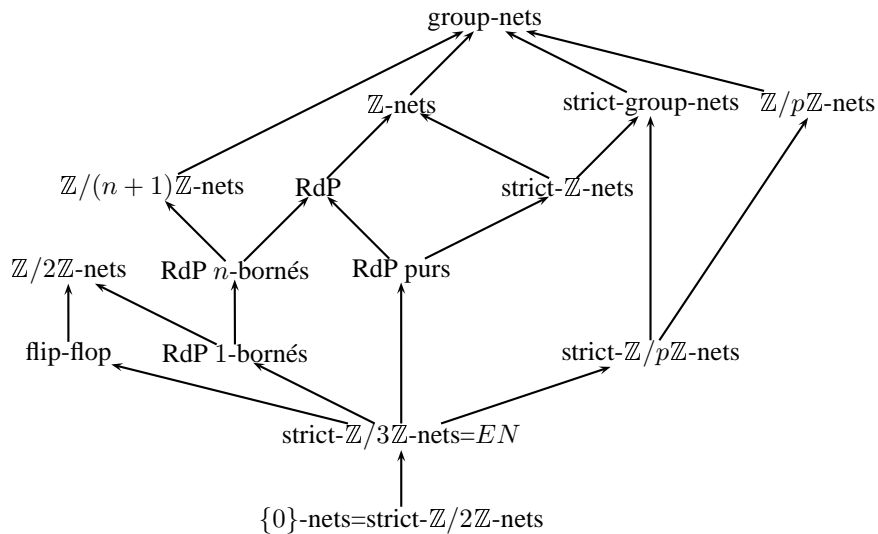 group-nets
ℤ-nets
strict-group-nets
ℤ/pℤ-nets
ℤ/(n + 1)ℤ-nets
RdP
strict-ℤ-nets
ℤ/2ℤ-nets
RdP n-bornés
RdP purs
flip-flop
RdP 1-bornés
strict-ℤ/pℤ-nets
strict-ℤ/3ℤ-nets=EN
{0}-nets=strict-ℤ/2ℤ-nets